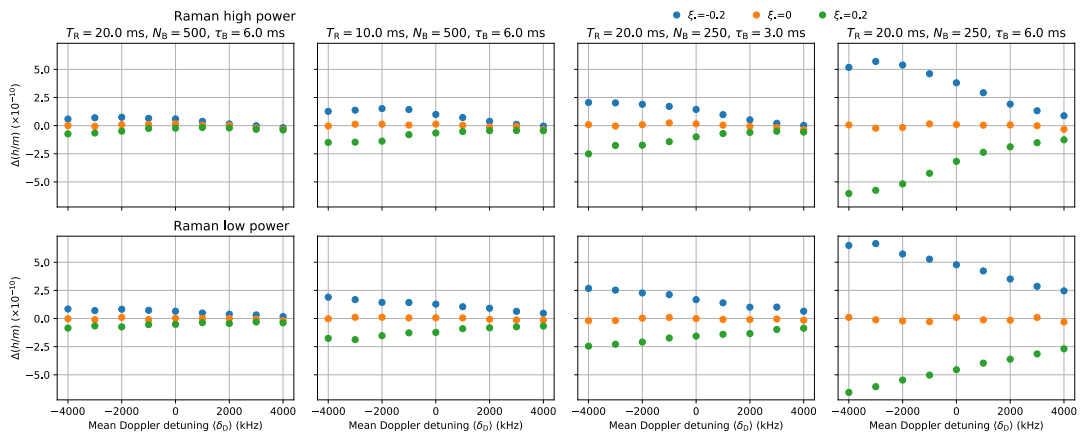 Raman high power
ξ⋆=-0.2 ξ⋆=0 ξ⋆=0.2
T_R = 20.0 ms, N_B = 500, τ_B = 6.0 ms
T_R = 10.0 ms, N_B = 500, τ_B = 6.0 ms
T_R = 20.0 ms, N_B = 250, τ_B = 3.0 ms
T_R = 20.0 ms, N_B = 250, τ_B = 6.0 ms
Δ(h/m) (×10⁻¹⁰)
5.0
2.5
0.0
−2.5
−5.0
Raman low power
Δ(h/m) (×10⁻¹⁰)
5.0
2.5
0.0
−2.5
−5.0
−4000 −2000 0 2000 4000
−4000 −2000 0 2000 4000
−4000 −2000 0 2000 4000
−4000 −2000 0 2000 4000
Mean Doppler detuning ⟨δ_D⟩ (kHz)
Mean Doppler detuning ⟨δ_D⟩ (kHz)
Mean Doppler detuning ⟨δ_D⟩ (kHz)
Mean Doppler detuning ⟨δ_D⟩ (kHz)